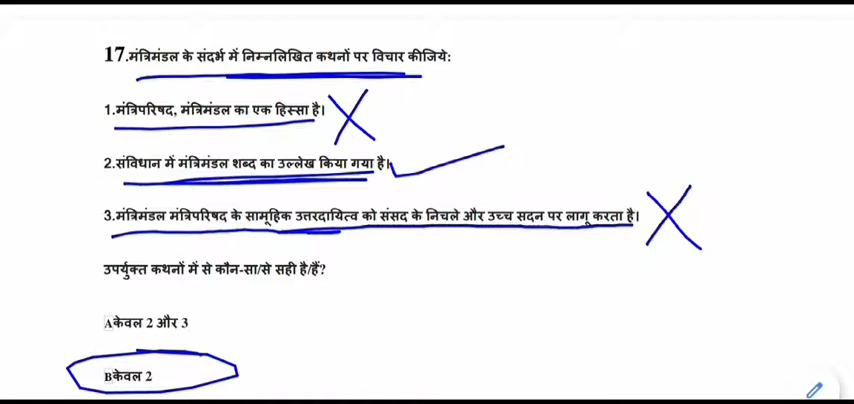 17.मंत्रिमंडल के संदर्भ में निम्नलिखित कथनों पर विचार कीजिये:
1.मंत्रिपरिषद, मंत्रिमंडल का एक हिस्सा है।
2.संविधान में मंत्रिमंडल शब्द का उल्लेख किया गया है।
3.मंत्रिमंडल मंत्रिपरिषद के सामूहिक उत्तरदायित्व को संसद के निचले और उच्च सदन पर लागू करता है।
उपर्युक्त कथनों में से कौन-सा/से सही है/हैं?
Aकेवल 2 और 3
Bकेवल 2